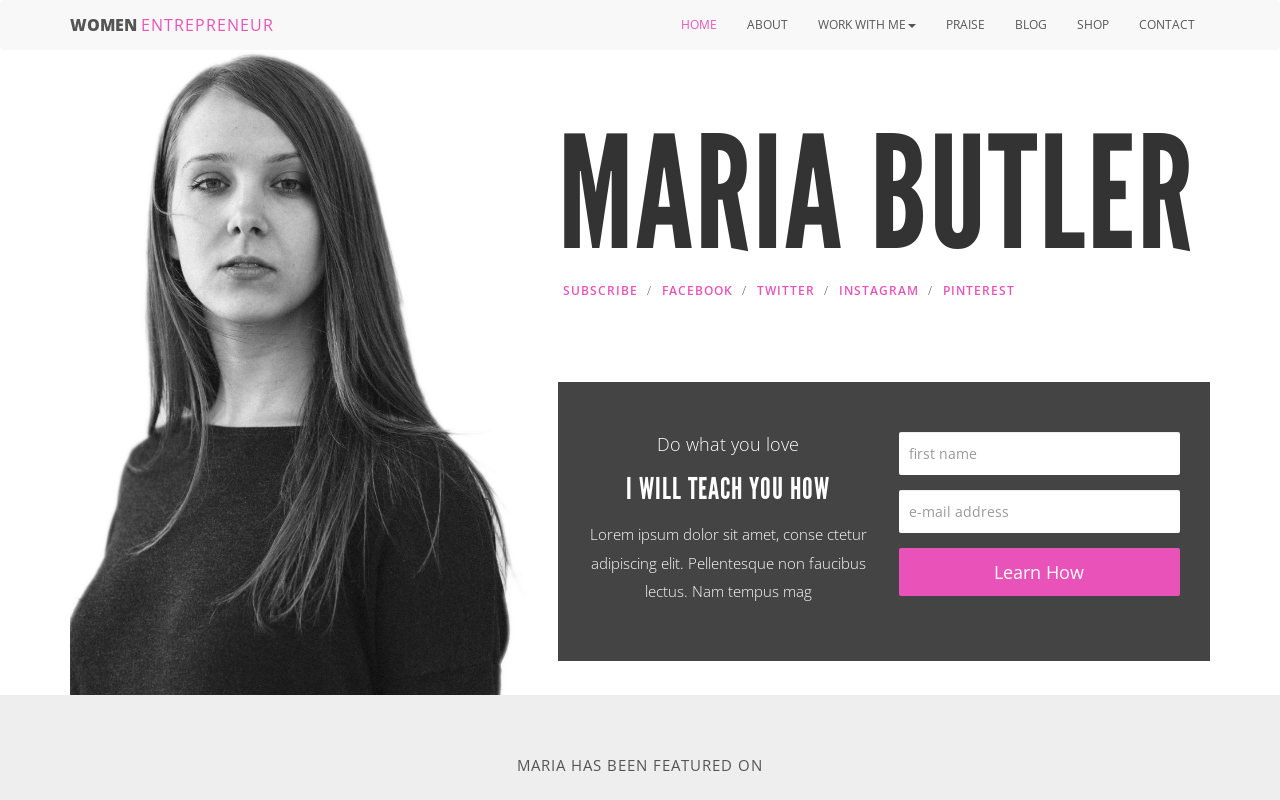 WOMEN ENTREPRENEUR
HOME ABOUT WORK WITH ME PRAISE BLOG SHOP CONTACT
MARIA BUTLER
SUBSCRIBE / FACEBOOK / TWITTER / INSTAGRAM / PINTEREST
Do what you love
I WILL TEACH YOU HOW
Lorem ipsum dolor sit amet, conse ctetur
adipiscing elit. Pellentesque non faucibus
lectus. Nam tempus mag
first name
e-mail address
Learn How
MARIA HAS BEEN FEATURED ON